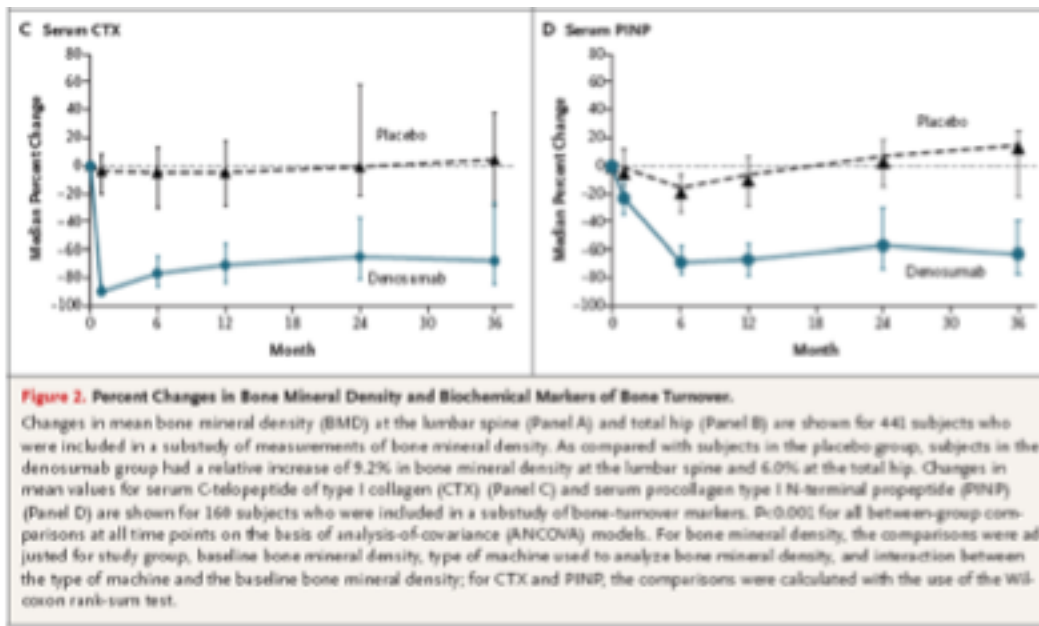 C Serum CTX
80
60
40
20
0
-20
-40
-60
-80
-100
Median Percent Change
Placebo
Denosumab
0 6 12 18 24 30 36
Month
D Serum PINP
80
60
40
20
0
-20
-40
-60
-80
-100
Median Percent Change
Placebo
Denosumab
0 6 12 18 24 30 36
Month
Figure 2. Percent Changes in Bone Mineral Density and Biochemical Markers of Bone Turnover.
Changes in mean bone mineral density (BMD) at the lumbar spine (Panel A) and total hip (Panel B) are shown for 441 subjects who
were included in a substudy of measurements of bone mineral density. As compared with subjects in the placebo group, subjects in the
denosumab group had a relative increase of 9.2% in bone mineral density at the lumbar spine and 6.0% at the total hip. Changes in
mean values for serum C-telopeptide of type I collagen (CTX) (Panel C) and serum procollagen type I N-terminal propeptide (PINP)
(Panel D) are shown for 160 subjects who were included in a substudy of bone-turnover markers. P<0.001 for all between-group com-
parisons at all time points on the basis of analysis-of-covariance (ANCOVA) models. For bone mineral density, the comparisons were ad
justed for study group, baseline bone mineral density, type of machine used to analyze bone mineral density, and interaction between
the type of machine and the baseline bone mineral density; for CTX and PINP, the comparisons were calculated with the use of the Wil-
coxon rank-sum test.